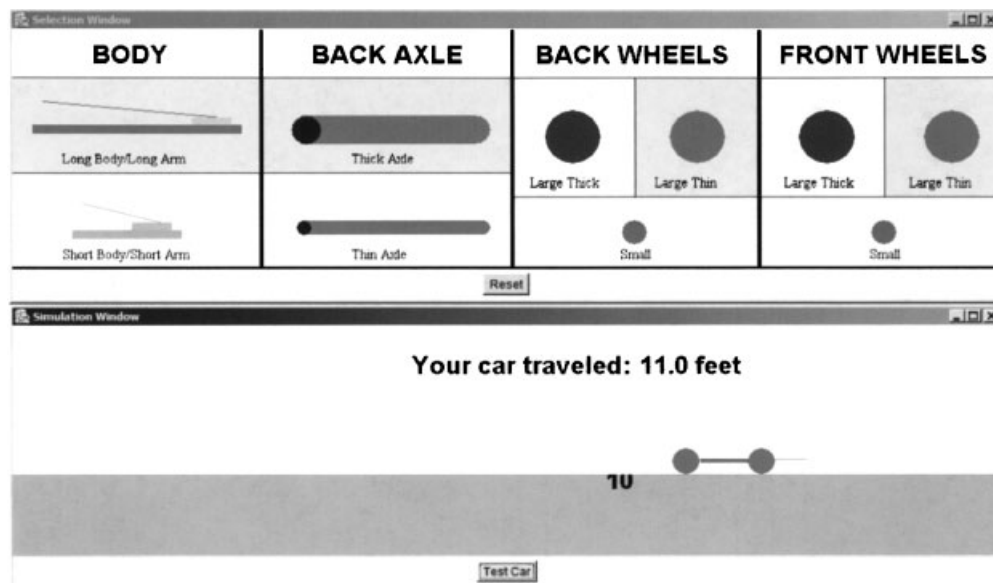 Selection Window
BODY BACK AXLE BACK WHEELS FRONT WHEELS
Long Body/Long Arm Thick Axle Large Thick Large Thin Large Thick Large Thin
Short Body/Short Arm Thin Axle Small Small
Reset
Simulation Window
Your car traveled: 11.0 feet
10
Test Car